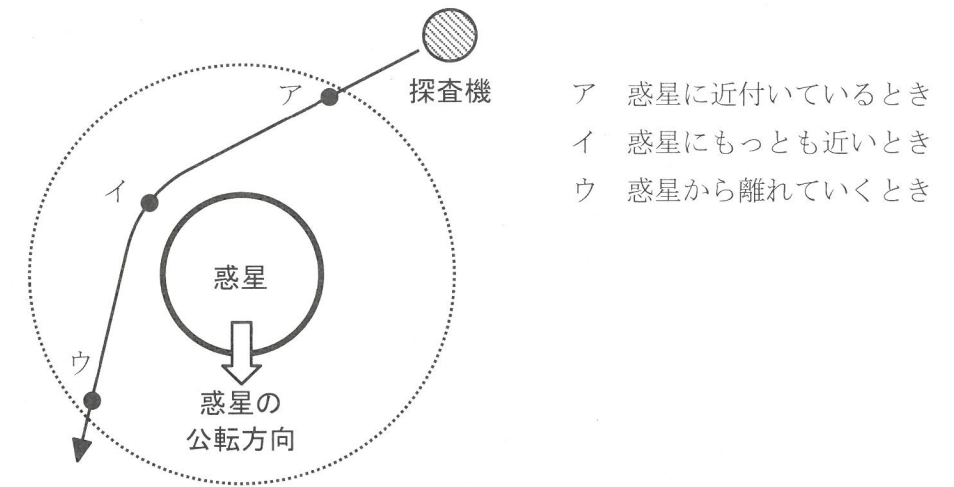 ア
探査機
イ
惑星
ウ
惑星の
公転方向
ア 惑星に近付いているとき
イ 惑星にもっとも近いとき
ウ 惑星から離れていくとき